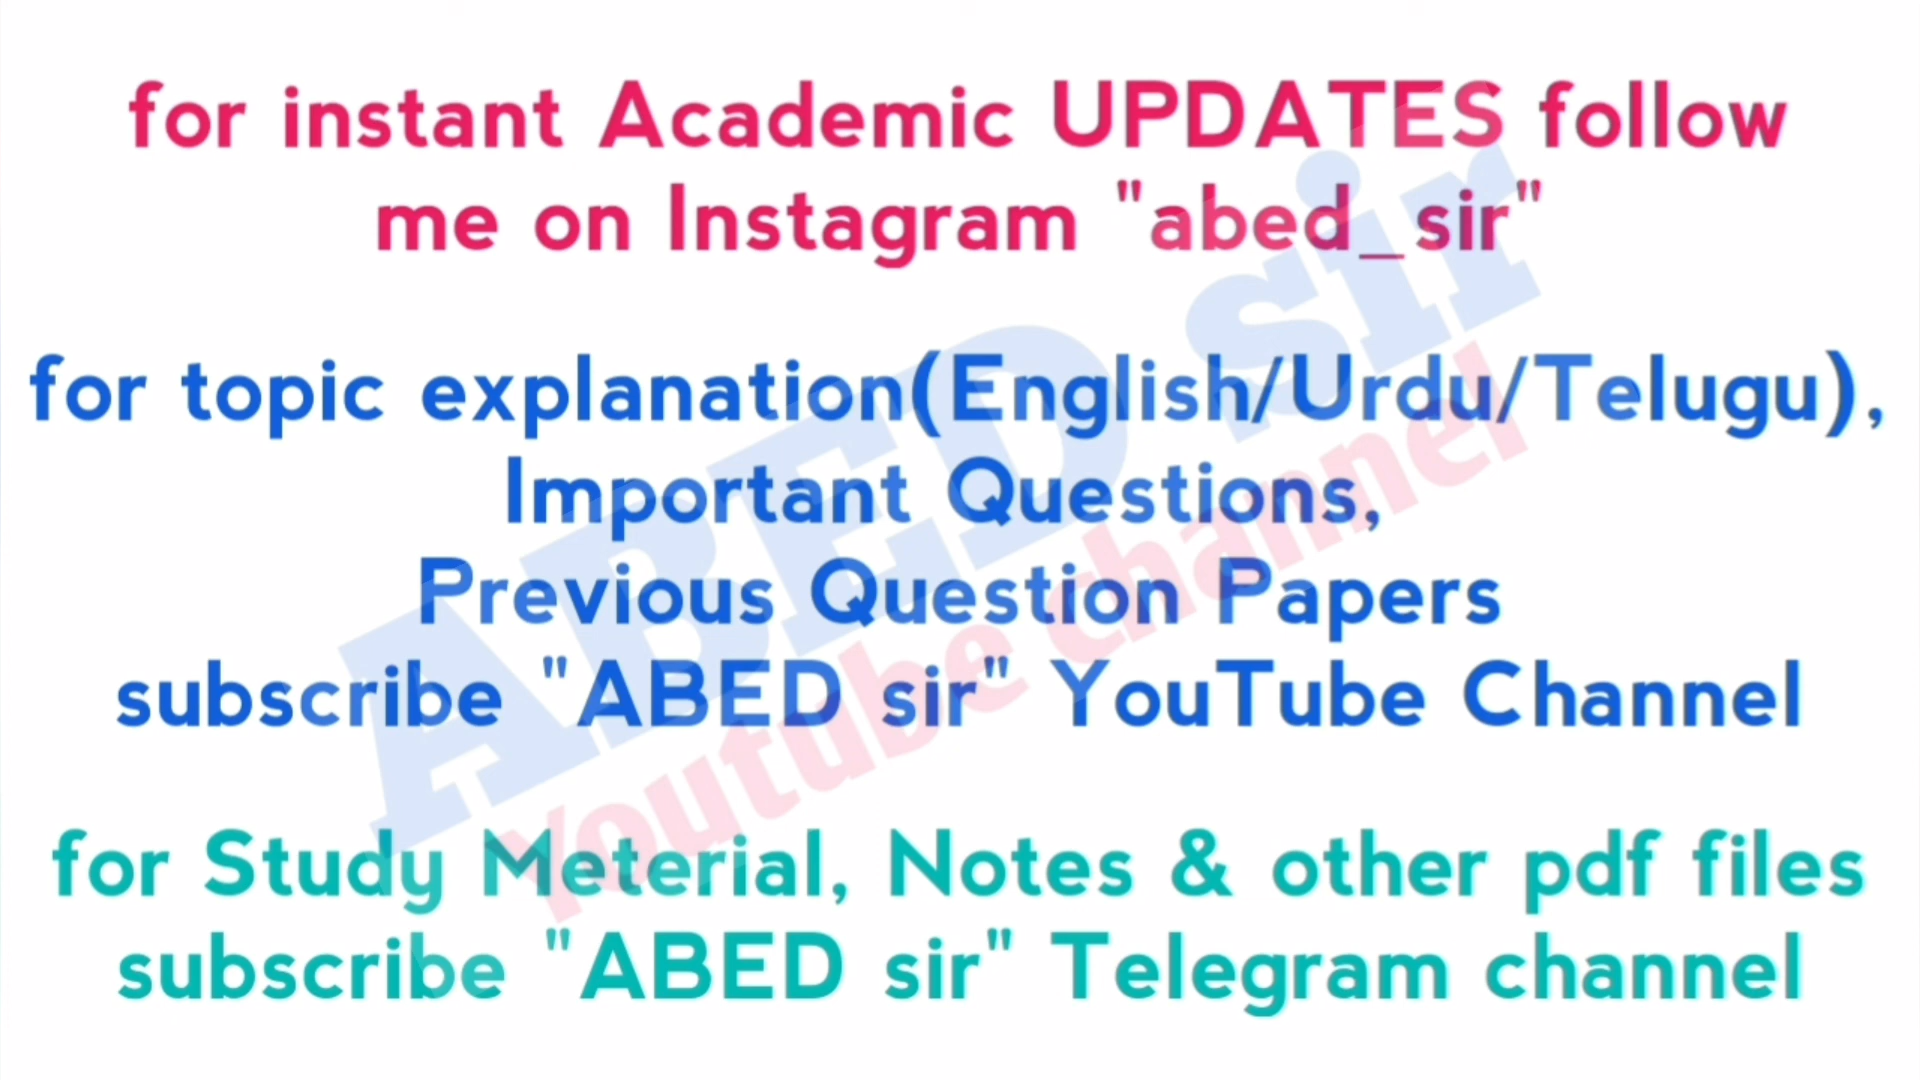 for instant Academic UPDATES follow
me on Instagram "abed_sir"
for topic explanation(English/Urdu/Telugu),
Important Questions,
Previous Question Papers
subscribe "ABED sir" YouTube Channel
for Study Meterial, Notes & other pdf files
subscribe "ABED sir" Telegram channel
ABED sir
Youtube channel